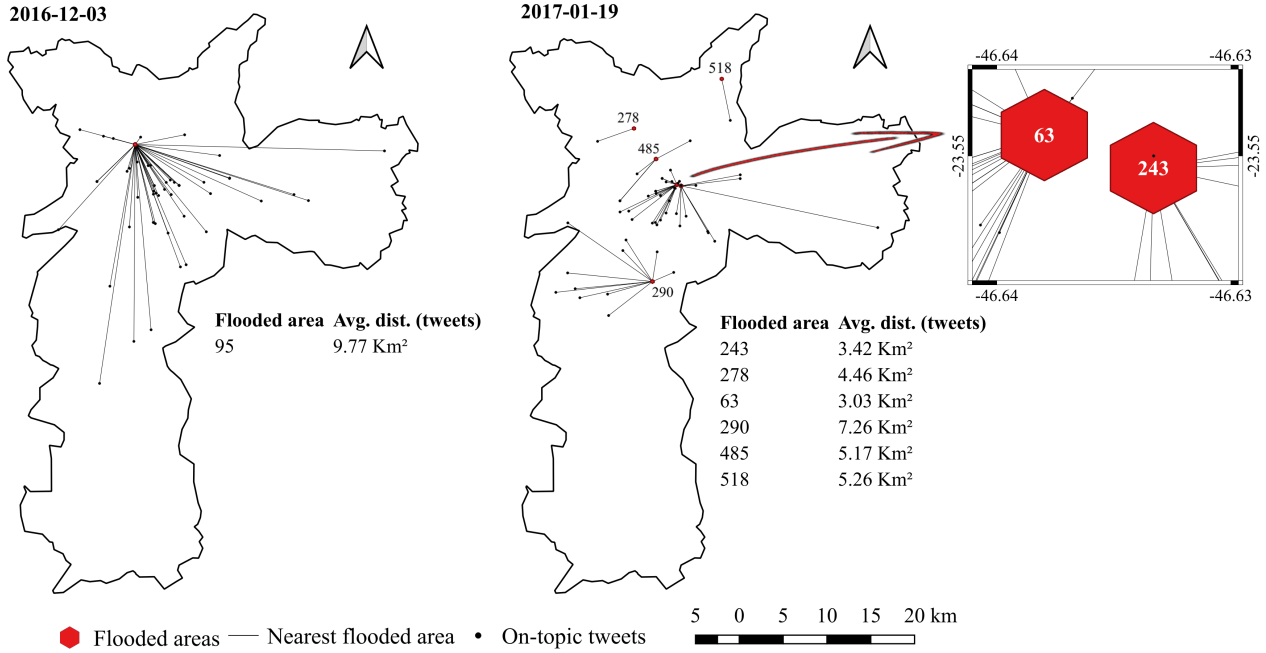 2016-12-03
2017-01-19
518
278
485
290
-46.64 -46.63
63
243
-23.55
-23.55
-46.64 -46.63
Flooded area Avg. dist. (tweets)
95 9.77 Km²
Flooded area Avg. dist. (tweets)
243 3.42 Km²
278 4.46 Km²
63 3.03 Km²
290 7.26 Km²
485 5.17 Km²
518 5.26 Km²
Flooded areas Nearest flooded area On-topic tweets
5 0 5 10 15 20 km